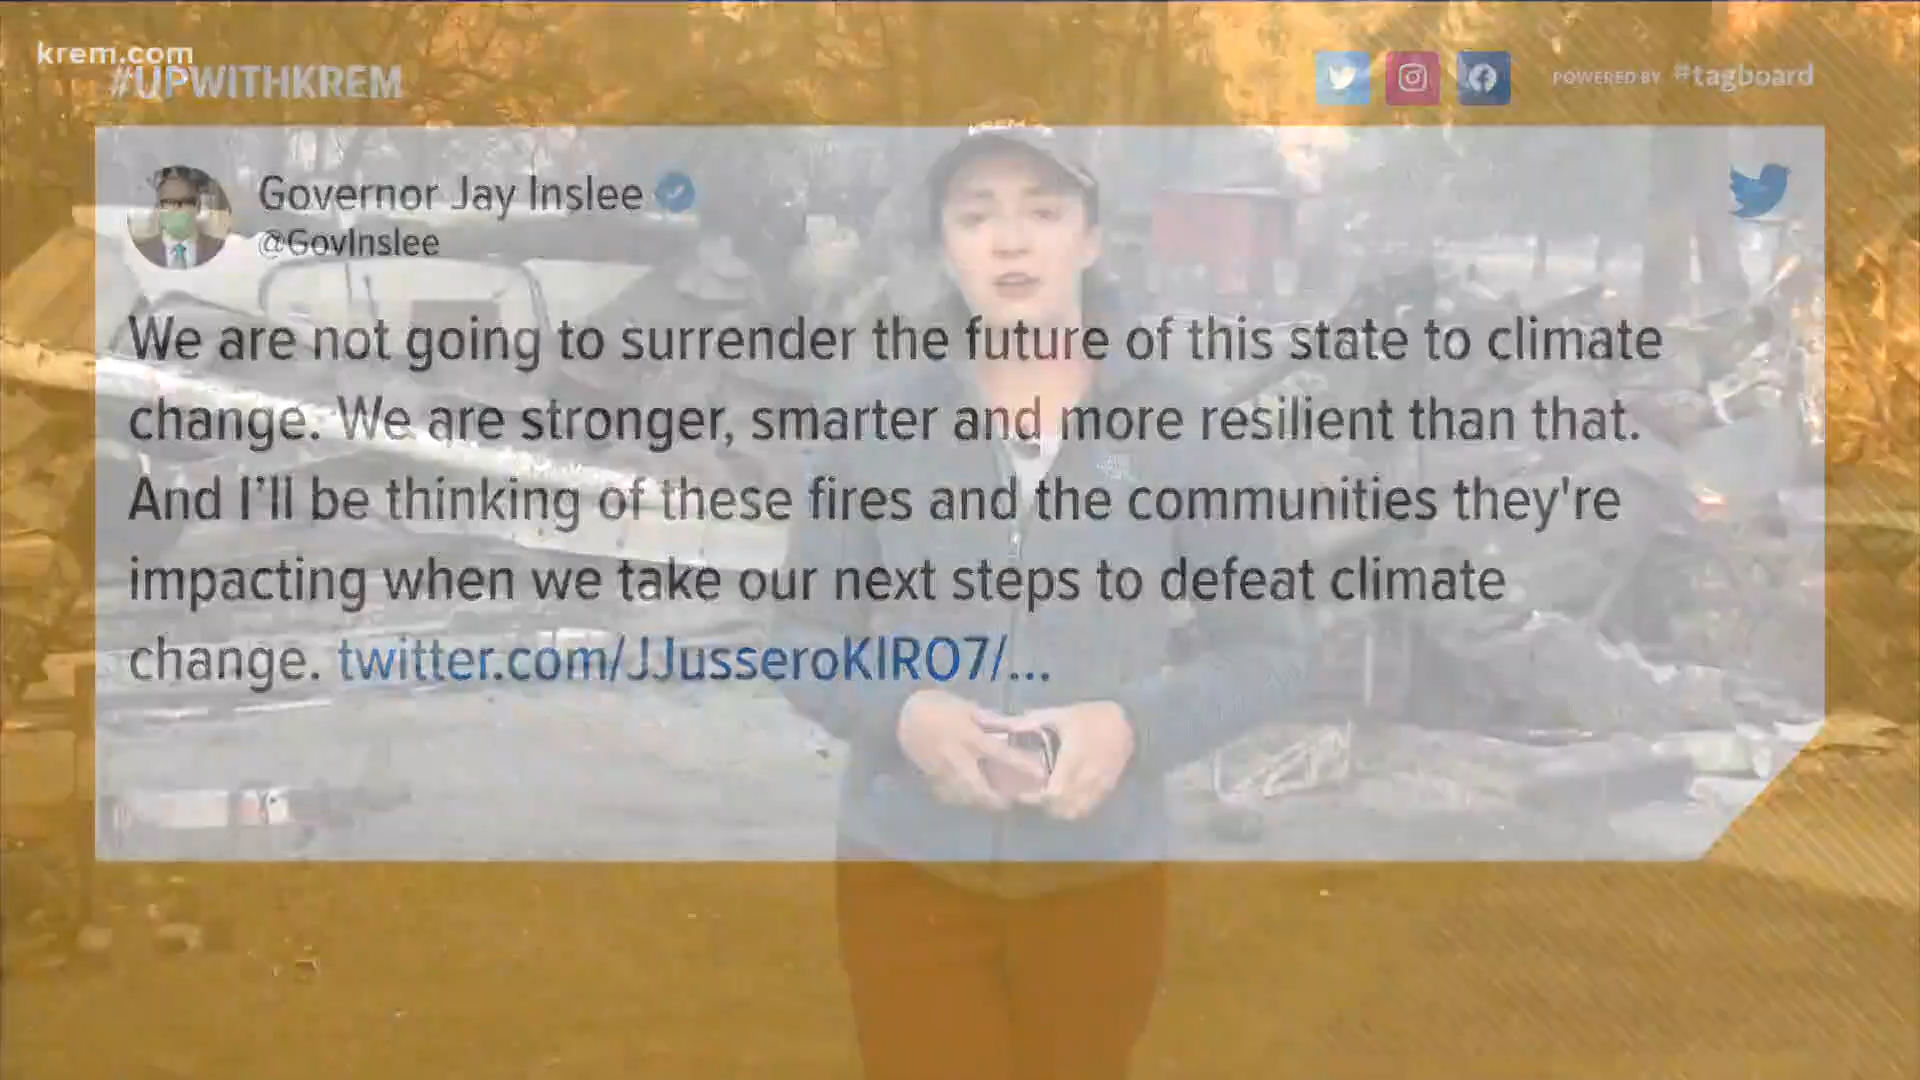 krem.com
#UPWITHKREM
POWERED BY #tagboard
KREM
Governor Jay Inslee
@GovInslee
We are not going to surrender the future of this state to climate
change. We are stronger, smarter and more resilient than that.
And I'll be thinking of these fires and the communities they're
impacting when we take our next steps to defeat climate
change. twitter.com/JJusseroKIRO7/...